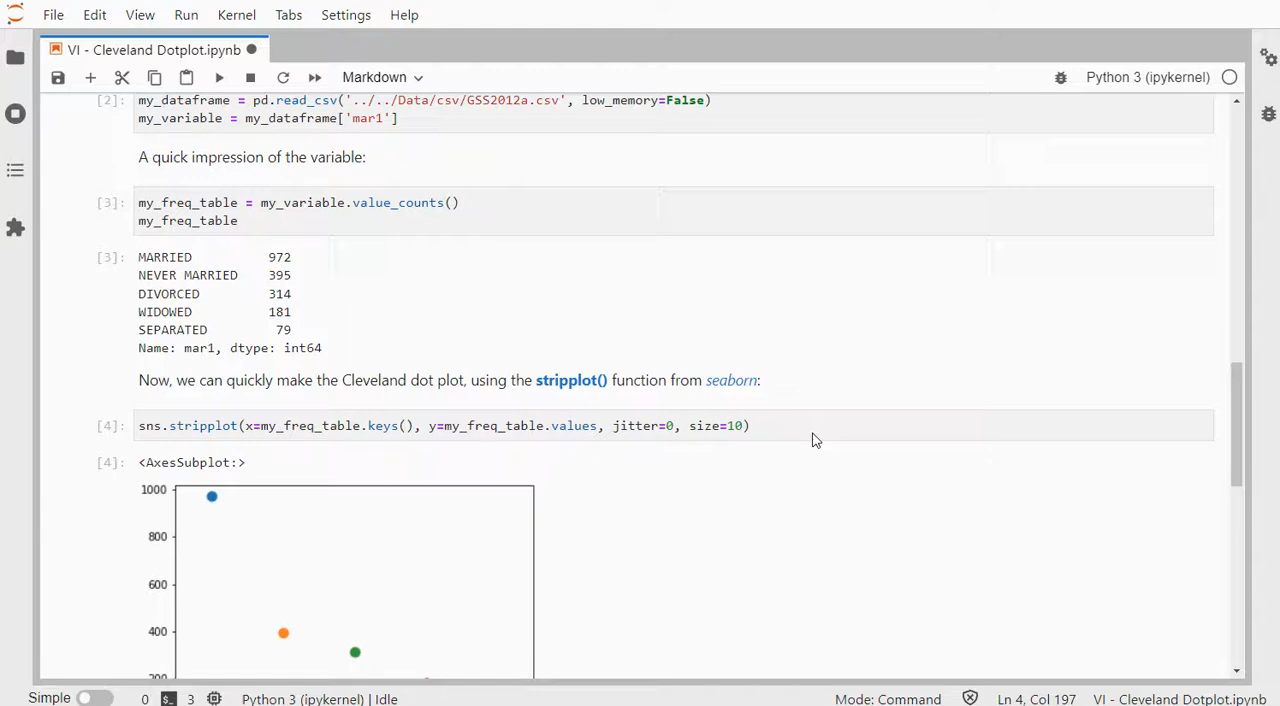 File Edit View Run Kernel Tabs Settings Help
VI - Cleveland Dotplot.ipynb
Markdown
Python 3 (ipykernel)
[2]: my_dataframe = pd.read_csv('../../Data/csv/GSS2012a.csv', low_memory=False)
my_variable = my_dataframe['mar1']
A quick impression of the variable:
[3]: my_freq_table = my_variable.value_counts()
my_freq_table
[3]: MARRIED 972
NEVER MARRIED 395
DIVORCED 314
WIDOWED 181
SEPARATED 79
Name: mar1, dtype: int64
Now, we can quickly make the Cleveland dot plot, using the stripplot() function from seaborn:
[4]: sns.stripplot(x=my_freq_table.keys(), y=my_freq_table.values, jitter=0, size=10)
[4]: <AxesSubplot:>
1000
800
600
400
200
Simple 0 3 Python 3 (ipykernel) | Idle Mode: Command Ln 4, Col 197 VI - Cleveland Dotplot.ipynb